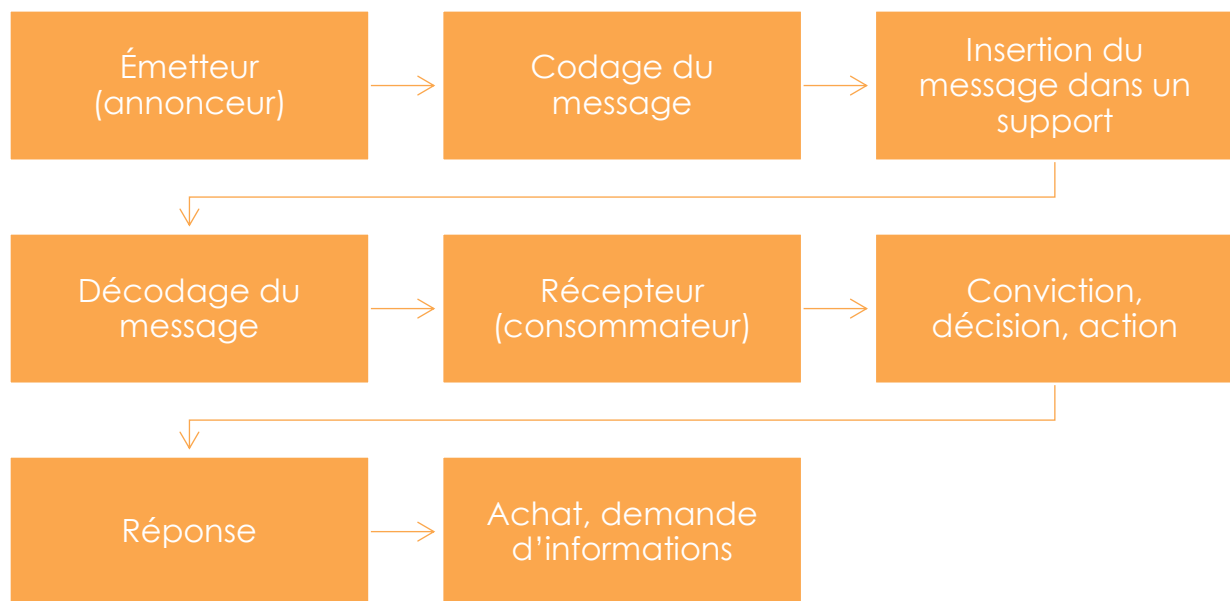 Émetteur
(annonceur)
Codage du
message
Insertion du
message dans un
support
Décodage du
message
Récepteur
(consommateur)
Conviction,
décision, action
Réponse
Achat, demande
d’informations